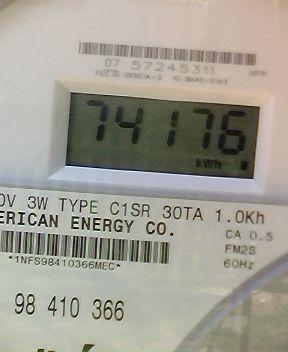 07 57245311
74176
kWh
0V 3W TYPE C1SR 30TA 1.0Kh
ERICAN ENERGY CO.
CA 0.5
FM2S
60Hz
*1NFS98410366MEC*
98 410 366